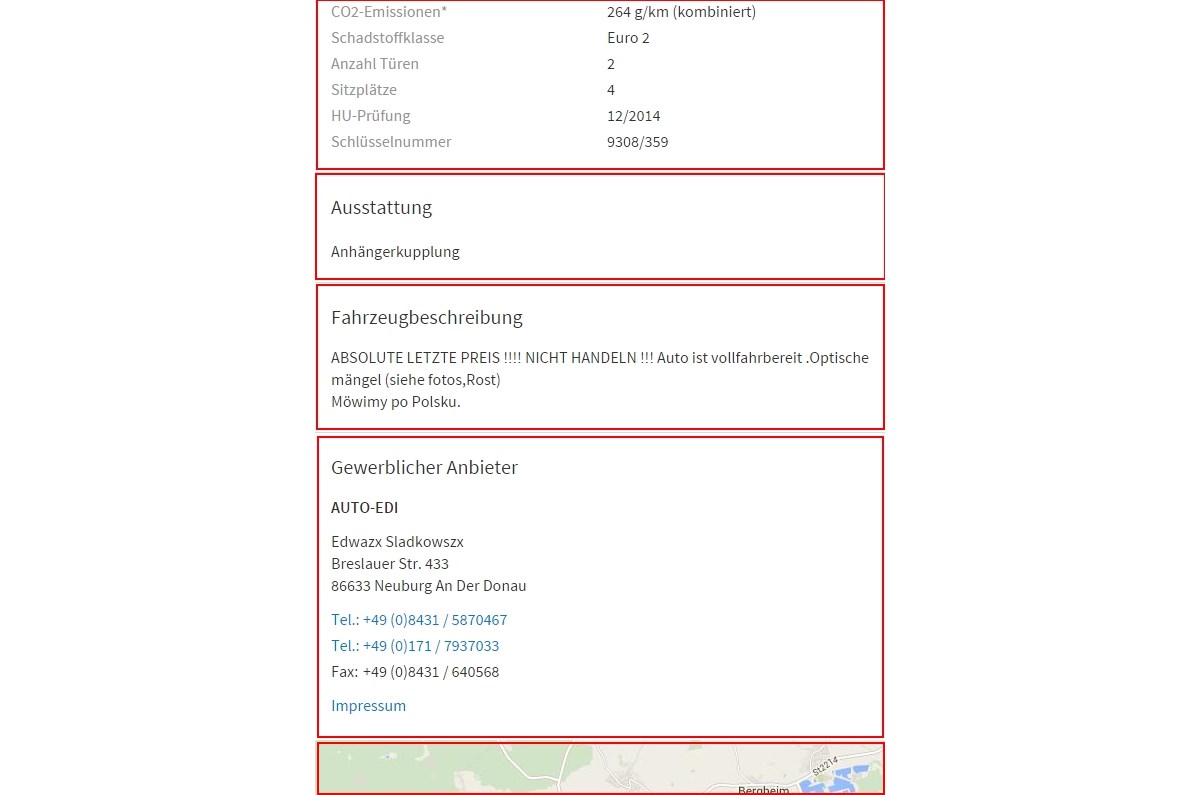 CO2-Emissionen* 264 g/km (kombiniert)
Schadstoffklasse Euro 2
Anzahl Türen 2
Sitzplätze 4
HU-Prüfung 12/2014
Schlüsselnummer 9308/359
Ausstattung
Anhängerkupplung
Fahrzeugbeschreibung
ABSOLUTE LETZTE PREIS !!!! NICHT HANDELN !!! Auto ist vollfahrbereit .Optische
mängel (siehe fotos,Rost)
Möwimy po Polsku.
Gewerblicher Anbieter
AUTO-EDI
Edwazx Sladkowszx
Breslauer Str. 433
86633 Neuburg An Der Donau
Tel.: +49 (0)8431 / 5870467
Tel.: +49 (0)171 / 7937033
Fax: +49 (0)8431 / 640568
Impressum
St2214
Bergheim